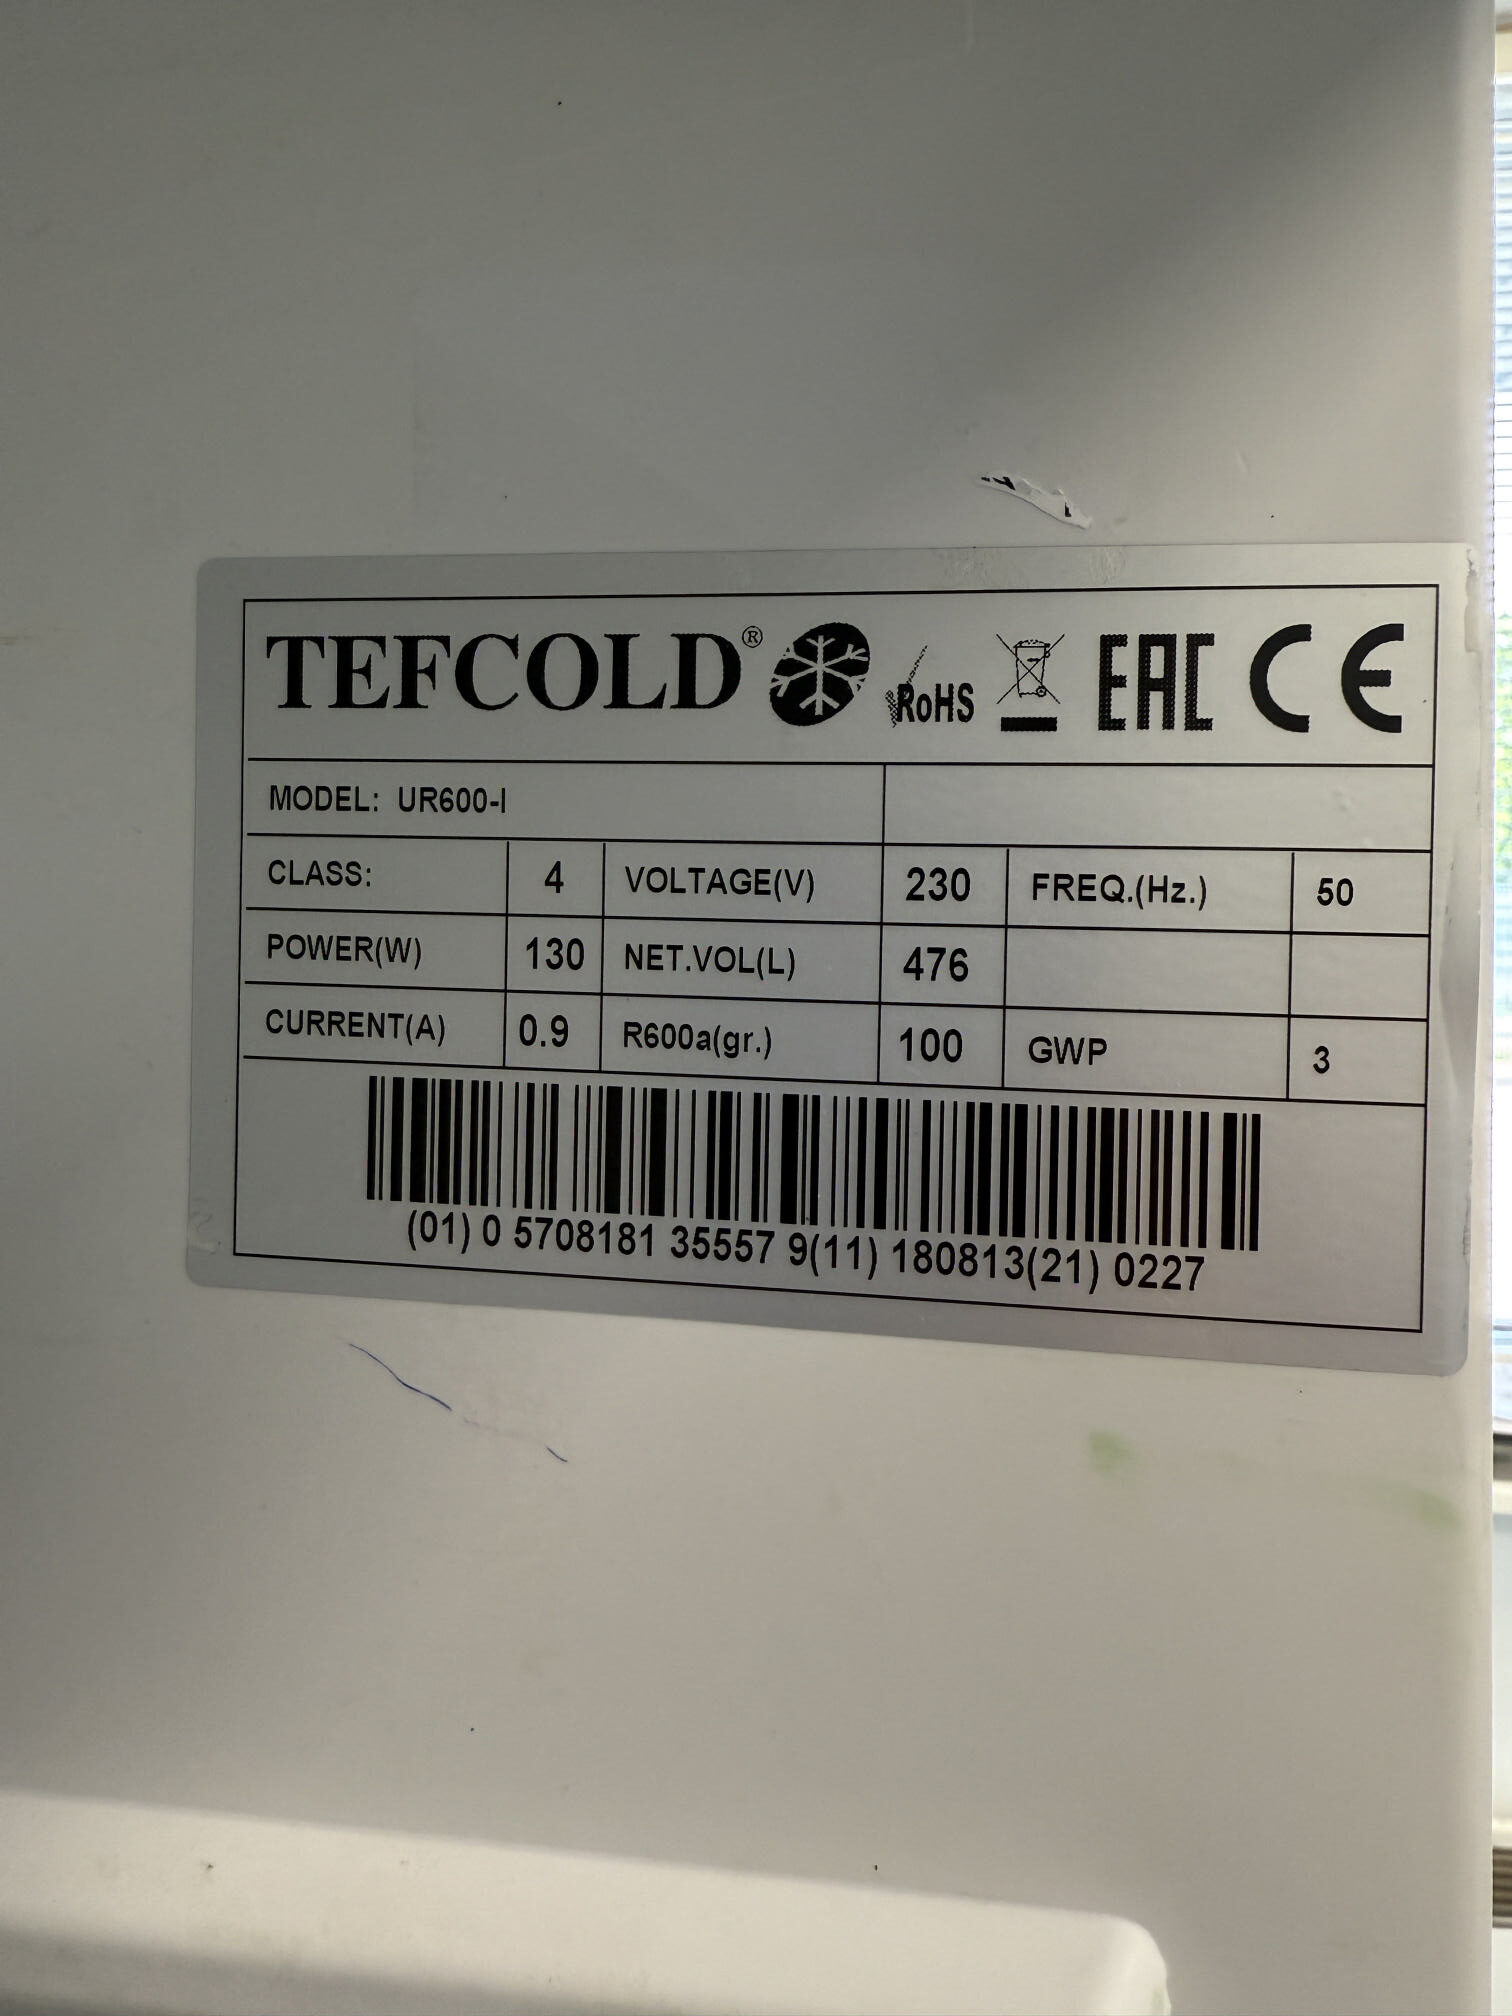 TEFCOLD® RoHS EAC CE
MODEL: UR600-I
CLASS: 4 VOLTAGE(V) 230 FREQ.(Hz.) 50
POWER(W) 130 NET.VOL(L) 476
CURRENT(A) 0.9 R600a(gr.) 100 GWP 3
(01) 0 5708181 35557 9(11) 180813(21) 0227